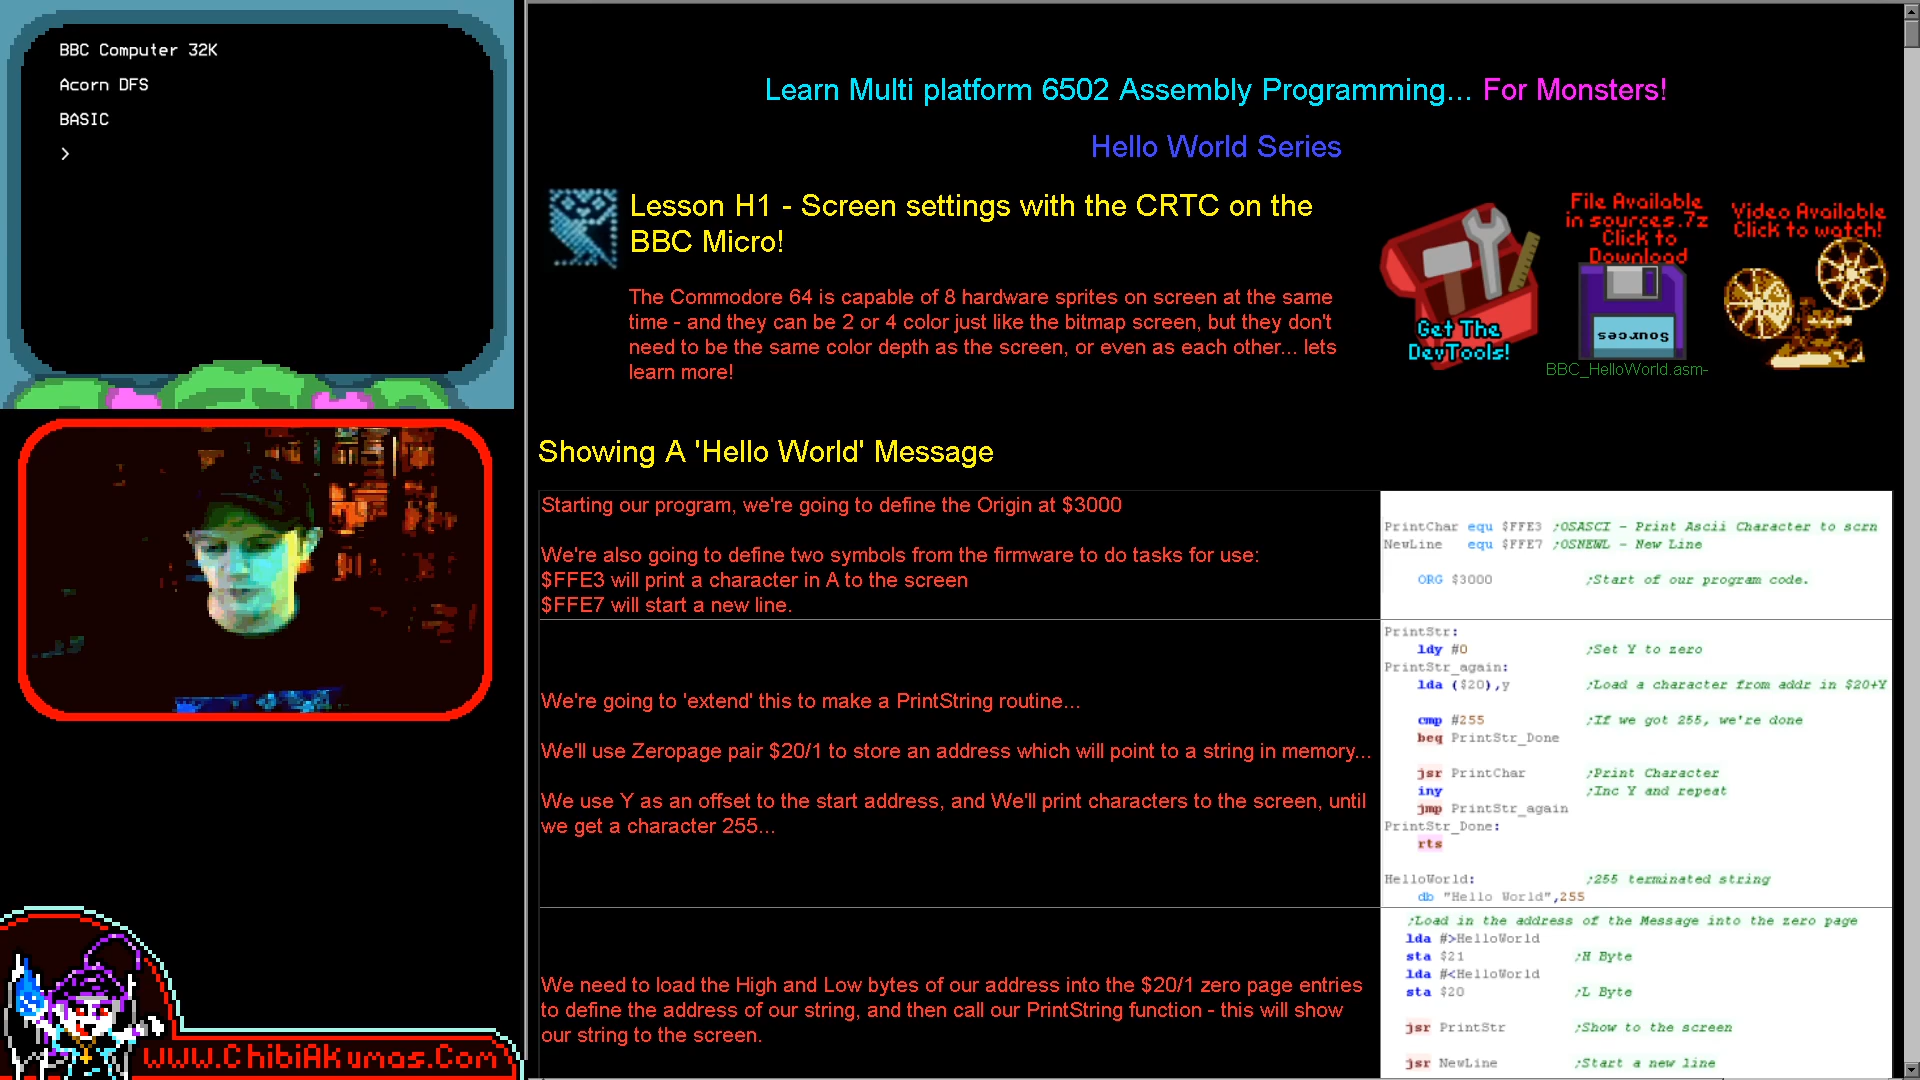 BBC Computer 32K
Acorn DFS
BASIC
>
Learn Multi platform 6502 Assembly Programming... For Monsters!
Hello World Series
Lesson H1 - Screen settings with the CRTC on the
BBC Micro!
The Commodore 64 is capable of 8 hardware sprites on screen at the same
time - and they can be 2 or 4 color just like the bitmap screen, but they don't
need to be the same color depth as the screen, or even as each other... lets
learn more!
Get The
DevTools!
File Available
in sources.7z
Click to
Download
Sources
BBC_HelloWorld.asm-
Video Available
Click to watch!
Showing A 'Hello World' Message
Starting our program, we're going to define the Origin at $3000
We're also going to define two symbols from the firmware to do tasks for use:
$FFE3 will print a character in A to the screen
$FFE7 will start a new line.
PrintChar equ $FFE3 ;OSASCI - Print Ascii Character to scrn
NewLine equ $FFE7 ;OSNEWL - New Line
ORG $3000 ;Start of our program code.
We're going to 'extend' this to make a PrintString routine...
We'll use Zeropage pair $20/1 to store an address which will point to a string in memory...
We use Y as an offset to the start address, and We'll print characters to the screen, until
we get a character 255...
PrintStr:
ldy #0 ;Set Y to zero
PrintStr_again:
lda ($20),y ;Load a character from addr in $20+Y
cmp #255 ;If we got 255, we're done
beq PrintStr_Done
jsr PrintChar ;Print Character
iny ;Inc Y and repeat
jmp PrintStr_again
PrintStr_Done:
rts
HelloWorld: ;255 terminated string
db "Hello World",255
We need to load the High and Low bytes of our address into the $20/1 zero page entries
to define the address of our string, and then call our PrintString function - this will show
our string to the screen.
;Load in the address of the Message into the zero page
lda #>HelloWorld
sta $21 ;H Byte
lda #<HelloWorld
sta $20 ;L Byte
jsr PrintStr ;Show to the screen
jsr NewLine ;Start a new line
www.ChibiAkumas.Com